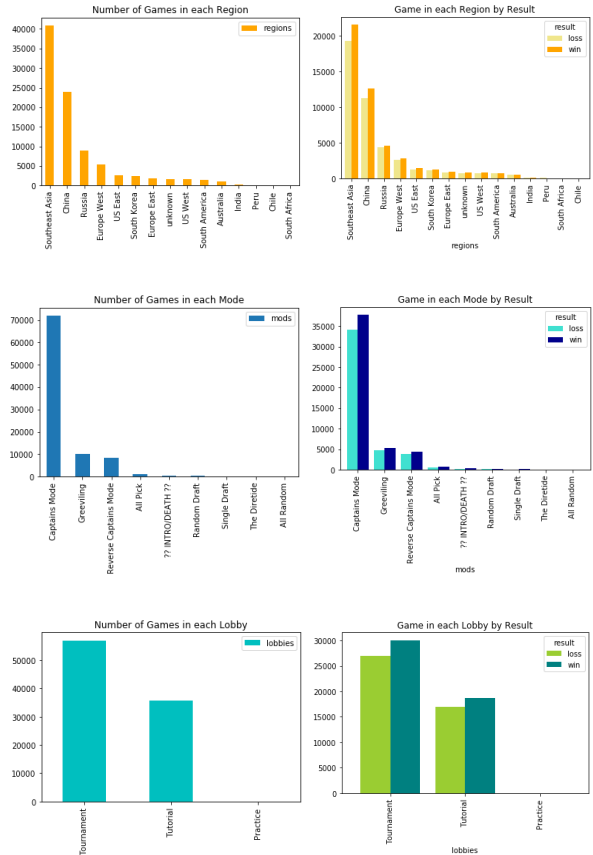 Number of Games in each Region
regions
40000
35000
30000
25000
20000
15000
10000
5000
0
Southeast Asia
China
Russia
Europe West
US East
South Korea
Europe East
unknown
US West
South America
Australia
India
Peru
Chile
South Africa
Game in each Region by Result
result
loss
win
20000
15000
10000
5000
0
Southeast Asia
China
Russia
Europe West
US East
South Korea
Europe East
unknown
US West
South America
Australia
India
Peru
South Africa
Chile
regions
Number of Games in each Mode
mods
70000
60000
50000
40000
30000
20000
10000
0
Captains Mode
Greeviling
Reverse Captains Mode
All Pick
?? INTRO/DEATH ??
Random Draft
Single Draft
The Diretide
All Random
Game in each Mode by Result
result
loss
win
35000
30000
25000
20000
15000
10000
5000
0
Captains Mode
Greeviling
Reverse Captains Mode
All Pick
?? INTRO/DEATH ??
Random Draft
Single Draft
The Diretide
All Random
mods
Number of Games in each Lobby
lobbies
50000
40000
30000
20000
10000
0
Tournament
Tutorial
Practice
Game in each Lobby by Result
result
loss
win
30000
25000
20000
15000
10000
5000
0
Tournament
Tutorial
Practice
lobbies